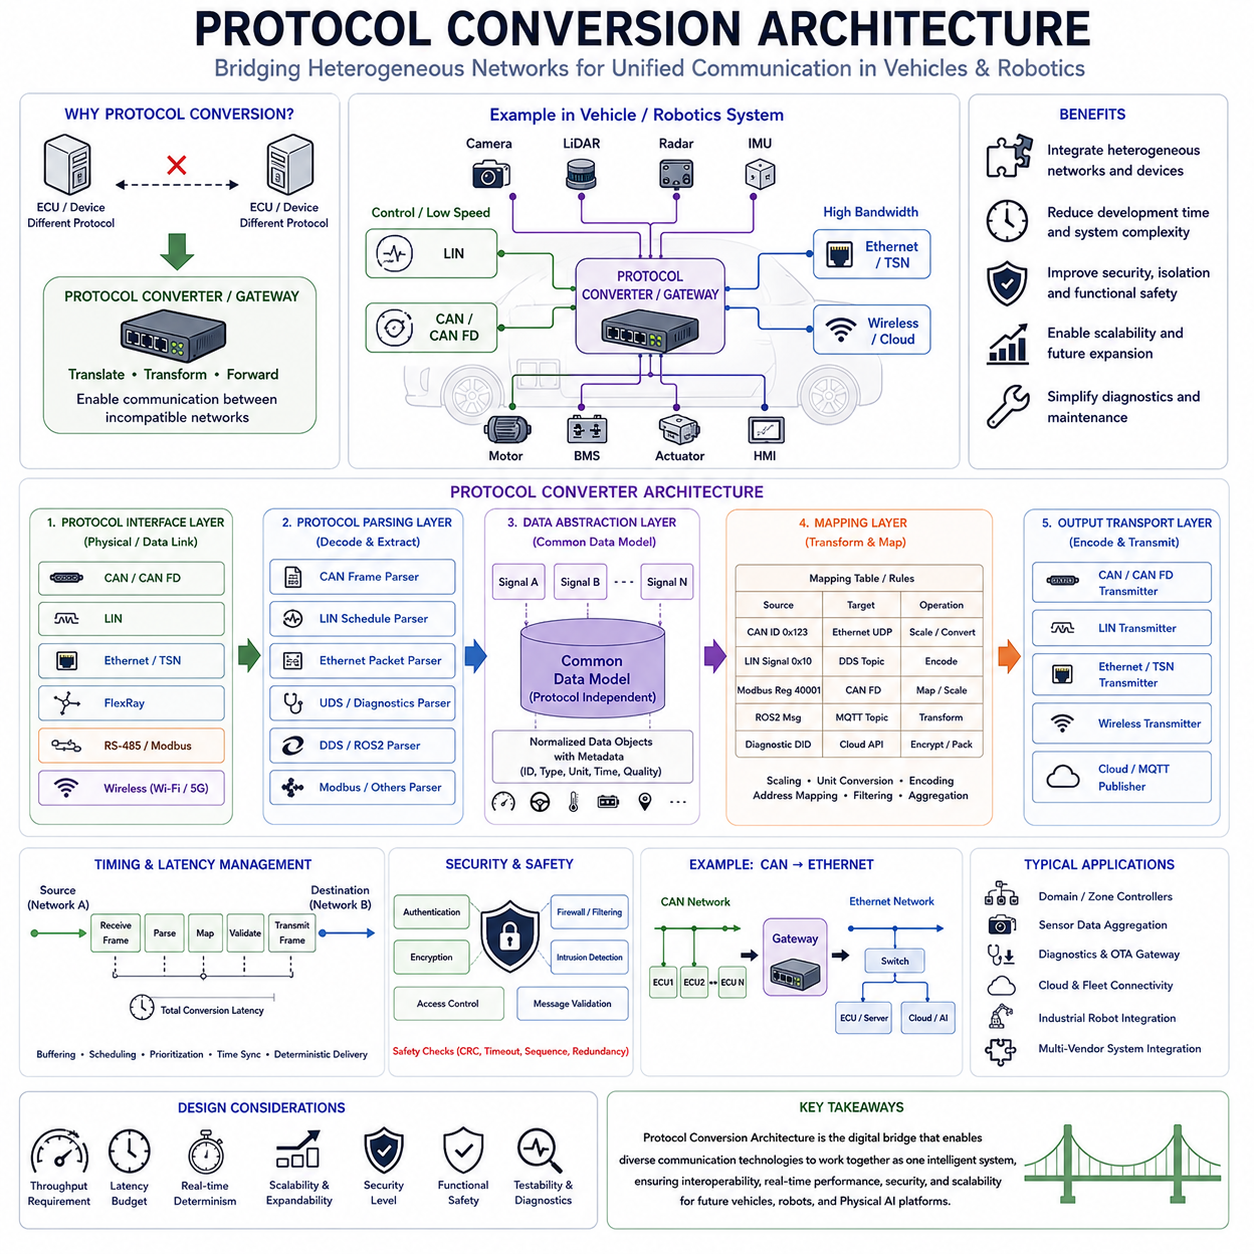 PROTOCOL CONVERSION ARCHITECTURE
Bridging Heterogeneous Networks for Unified Communication in Vehicles & Robotics
WHY PROTOCOL CONVERSION?
ECU / Device
Different Protocol
ECU / Device
Different Protocol
PROTOCOL CONVERTER / GATEWAY
Translate • Transform • Forward
Enable communication between
incompatible networks
Example in Vehicle / Robotics System
Camera
LiDAR
Radar
IMU
Control / Low Speed
LIN
CAN /
CAN FD
PROTOCOL
CONVERTER / GATEWAY
High Bandwidth
Ethernet
/ TSN
Wireless
/ Cloud
Motor
BMS
Actuator
HMI
BENEFITS
Integrate heterogeneous
networks and devices
Reduce development time
and system complexity
Improve security, isolation
and functional safety
Enable scalability and
future expansion
Simplify diagnostics and
maintenance
PROTOCOL CONVERTER ARCHITECTURE
1. PROTOCOL INTERFACE LAYER
(Physical / Data Link)
CAN / CAN FD
LIN
Ethernet / TSN
FlexRay
RS-485 / Modbus
Wireless (Wi-Fi / 5G)
2. PROTOCOL PARSING LAYER
(Decode & Extract)
CAN Frame Parser
LIN Schedule Parser
Ethernet Packet Parser
UDS / Diagnostics Parser
DDS / ROS2 Parser
Modbus / Others Parser
3. DATA ABSTRACTION LAYER
(Common Data Model)
Signal A
Signal B
- - -
Signal N
Common
Data Model
(Protocol Independent)
Normalized Data Objects
with Metadata
(ID, Type, Unit, Time, Quality)
...
4. MAPPING LAYER
(Transform & Map)
Mapping Table / Rules
Source Target Operation
CAN ID 0x123 Ethernet UDP Scale / Convert
LIN Signal 0x10 DDS Topic Encode
Modbus Reg 40001 CAN FD Map / Scale
ROS2 Msg MQTT Topic Transform
Diagnostic DID Cloud API Encrypt / Pack
Scaling • Unit Conversion • Encoding
Address Mapping • Filtering • Aggregation
5. OUTPUT TRANSPORT LAYER
(Encode & Transmit)
CAN / CAN FD
Transmitter
LIN Transmitter
Ethernet / TSN
Transmitter
Wireless Transmitter
Cloud / MQTT
Publisher
TIMING & LATENCY MANAGEMENT
Source
(Network A)
Destination
(Network B)
Receive
Frame
Parse
Map
Validate
Transmit
Frame
Total Conversion Latency
Buffering • Scheduling • Prioritization • Time Sync • Deterministic Delivery
SECURITY & SAFETY
Authentication
Firewall / Filtering
Encryption
Intrusion Detection
Access Control
Message Validation
Safety Checks (CRC, Timeout, Sequence, Redundancy)
EXAMPLE: CAN → ETHERNET
CAN Network
Ethernet Network
ECU1
ECU2
ECU N
Gateway
Switch
ECU / Server
Cloud / AI
TYPICAL APPLICATIONS
Domain / Zone Controllers
Sensor Data Aggregation
Diagnostics & OTA Gateway
Cloud & Fleet Connectivity
Industrial Robot Integration
Multi-Vendor System Integration
DESIGN CONSIDERATIONS
Throughput
Requirement
Latency
Budget
Real-time
Determinism
Scalability &
Expandability
Security
Level
Functional
Safety
Testability &
Diagnostics
KEY TAKEAWAYS
Protocol Conversion Architecture is the digital bridge that enables
diverse communication technologies to work together as one intelligent system,
ensuring interoperability, real-time performance, security, and scalability
for future vehicles, robots, and Physical AI platforms.